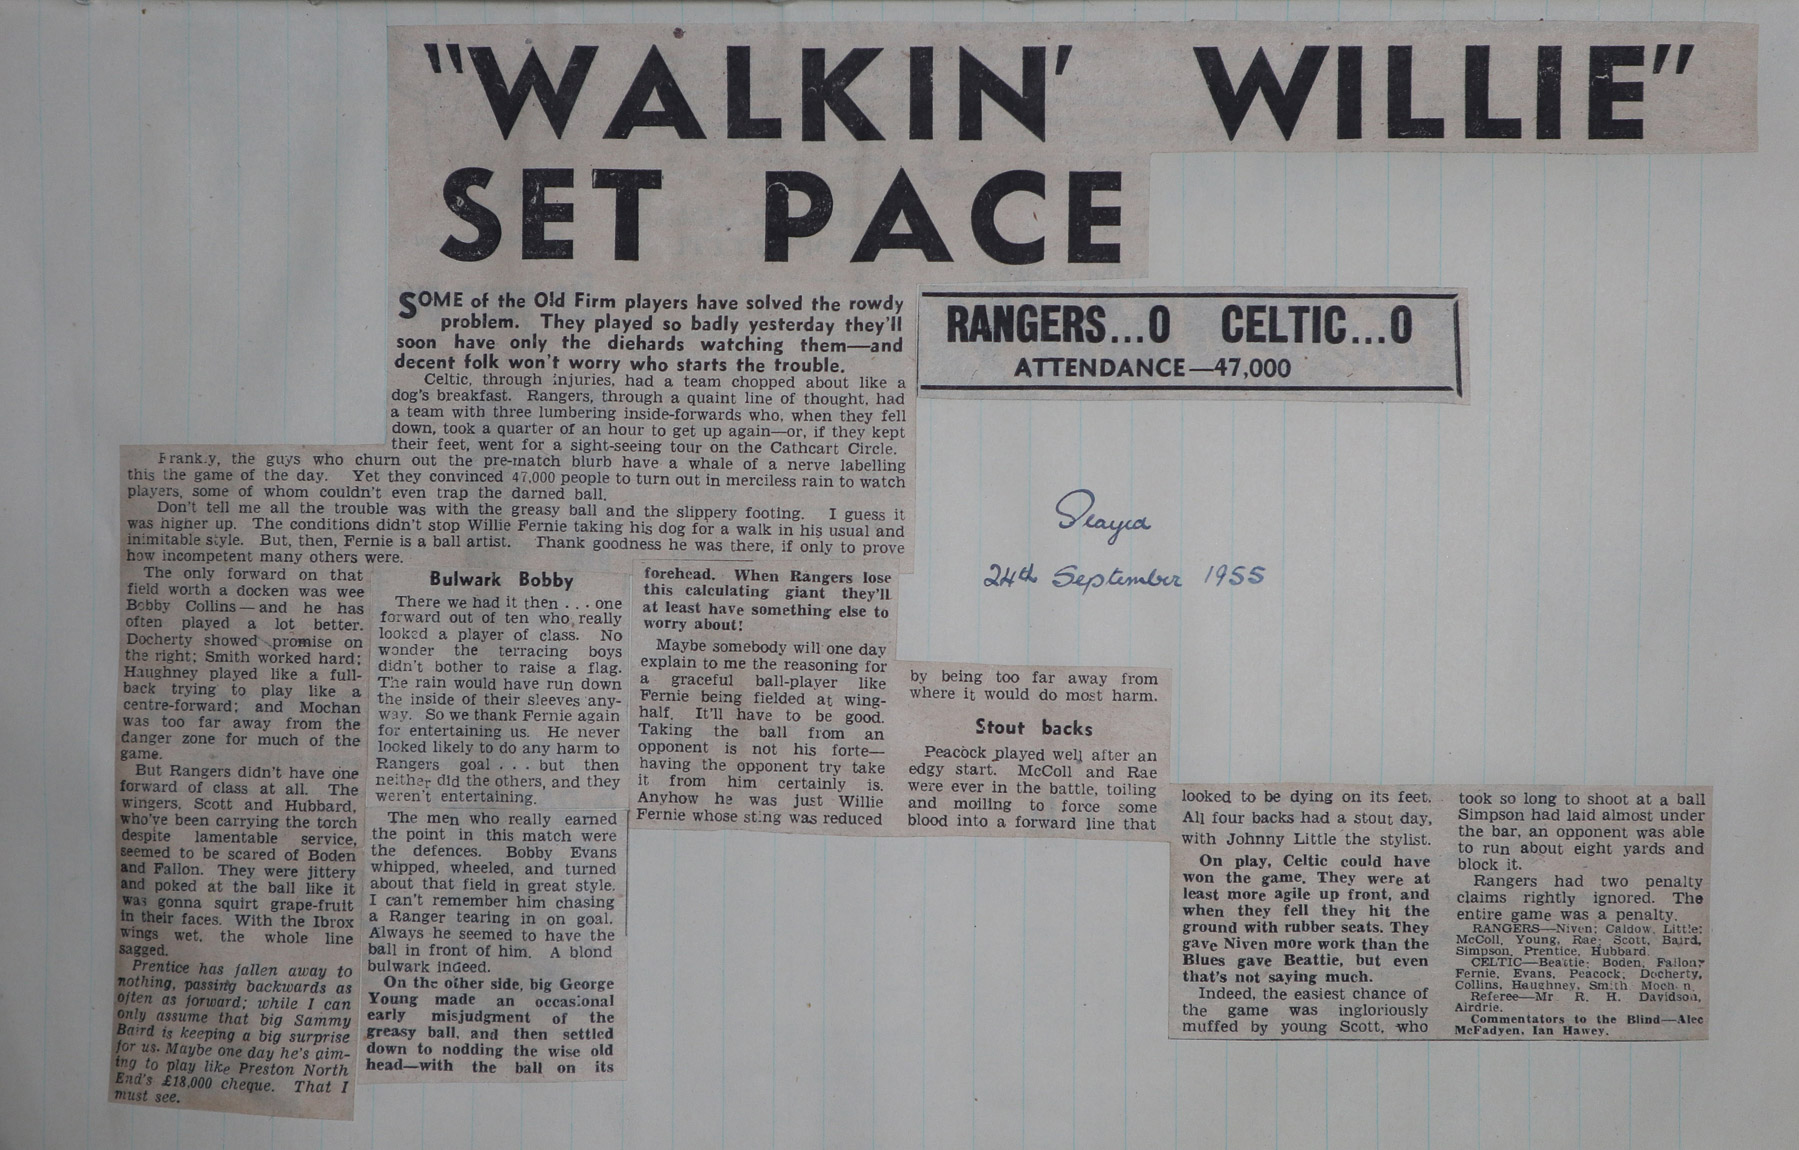 "WALKIN' WILLIE"
SET PACE
SOME of the Old Firm players have solved the rowdy
problem. They played so badly yesterday they'll
soon have only the diehards watching them—and
decent folk won't worry who starts the trouble.
Celtic, through injuries, had a team chopped about like a
dog's breakfast. Rangers, through a quaint line of thought, had
a team with three lumbering inside-forwards who, when they fell
down, took a quarter of an hour to get up again—or, if they kept
their feet, went for a sight-seeing tour on the Cathcart Circle.
Frank.y, the guys who churn out the pre-match blurb have a whale of a nerve labelling
this the game of the day. Yet they convinced 47,000 people to turn out in merciless rain to watch
players, some of whom couldn't even trap the darned ball.
Don't tell me all the trouble was with the greasy ball and the slippery footing. I guess it
was higher up. The conditions didn't stop Willie Fernie taking his dog for a walk in his usual and
inimitable style. But, then, Fernie is a ball artist. Thank goodness he was there, if only to prove
how incompetent many others were.
The only forward on that
field worth a docken was wee
Bobby Collins—and he has
often played a lot better.
Docherty showed promise on
the right; Smith worked hard;
Haughney played like a full-
back trying to play like a
centre-forward; and Mochan
was too far away from the
danger zone for much of the
game.
But Rangers didn't have one
forward of class at all. The
wingers, Scott and Hubbard,
who've been carrying the torch
despite lamentable service,
seemed to be scared of Boden
and Fallon. They were jittery
and poked at the ball like it
was gonna squirt grape-fruit
in their faces. With the Ibrox
wings wet, the whole line
sagged.
Prentice has fallen away to
nothing, passing backwards as
often as forward; while I can
only assume that big Sammy
Baird is keeping a big surprise
for us. Maybe one day he's aim-
ing to play like Preston North
End's £18,000 cheque. That I
must see.
Bulwark Bobby
There we had it then . . . one
forward out of ten who really
looked a player of class. No
wonder the terracing boys
didn't bother to raise a flag.
The rain would have run down
the inside of their sleeves any-
way. So we thank Fernie again
for entertaining us. He never
looked likely to do any harm to
Rangers goal . . . but then
neither did the others, and they
weren't entertaining.
The men who really earned
the point in this match were
the defences. Bobby Evans
whipped, wheeled, and turned
about that field in great style.
I can't remember him chasing
a Ranger tearing in on goal.
Always he seemed to have the
ball in front of him. A blond
bulwark indeed.
On the other side, big George
Young made an occasional
early misjudgment of the
greasy ball, and then settled
down to nodding the wise old
head—with the ball on its
forehead. When Rangers lose
this calculating giant they'll
at least have something else to
worry about!
Maybe somebody will one day
explain to me the reasoning for
a graceful ball-player like
Fernie being fielded at wing-
half. It'll have to be good.
Taking the ball from an
opponent is not his forte—
having the opponent try take
it from him certainly is.
Anyhow he was just Willie
Fernie whose sting was reduced
by being too far away from
where it would do most harm.
Stout backs
Peacock played well after an
edgy start. McColl and Rae
were ever in the battle, toiling
and moiling to force some
blood into a forward line that
looked to be dying on its feet.
All four backs had a stout day,
with Johnny Little the stylist.
On play, Celtic could have
won the game. They were at
least more agile up front, and
when they fell they hit the
ground with rubber seats. They
gave Niven more work than the
Blues gave Beattie, but even
that's not saying much.
Indeed, the easiest chance of
the game was ingloriously
muffed by young Scott, who
took so long to shoot at a ball
Simpson had laid almost under
the bar, an opponent was able
to run about eight yards and
block it.
Rangers had two penalty
claims rightly ignored. The
entire game was a penalty.
RANGERS—Niven; Caldow, Little;
McColl, Young, Rae; Scott, Baird,
Simpson, Prentice, Hubbard.
CELTIC—Beattie; Boden, Fallon;
Fernie, Evans, Peacock; Docherty,
Collins, Haughney, Smith Moch n.
Referee—Mr R. H. Davidson,
Airdrie.
Commentators to the Blind—Alec
McFadyen, Ian Hawey.
RANGERS...0 CELTIC...0
ATTENDANCE—47,000
Played
24th September 1955